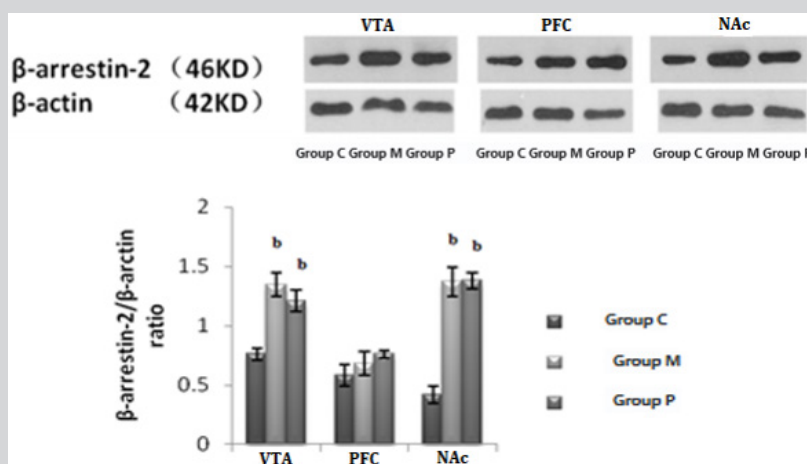 VTA PFC NAc
β-arrestin-2 （46KD）
β-actin （42KD）
Group C Group M Group P Group C Group M Group P Group C Group M Group
2
1.5
1
0.5
0
β-arrestin-2/β-arctin
ratio
b
b
b
b
VTA PFC NAc
Group C
Group M
Group P